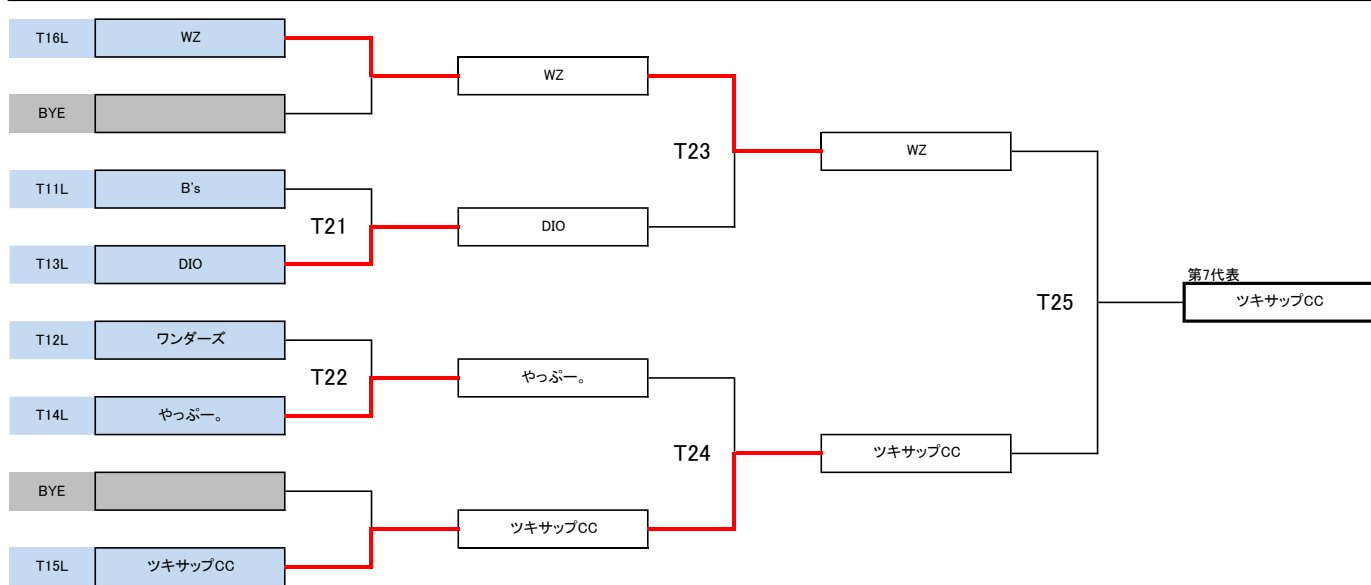 T16L WZ
WZ
BYE
T23
WZ
T11L B's
T21
DIO
T13L DIO
第7代表
T25
ツキサップCC
T12L ワンダーズ
T22
やっぷー。
T14L やっぷー。
T24
ツキサップCC
BYE
ツキサップCC
T15L ツキサップCC